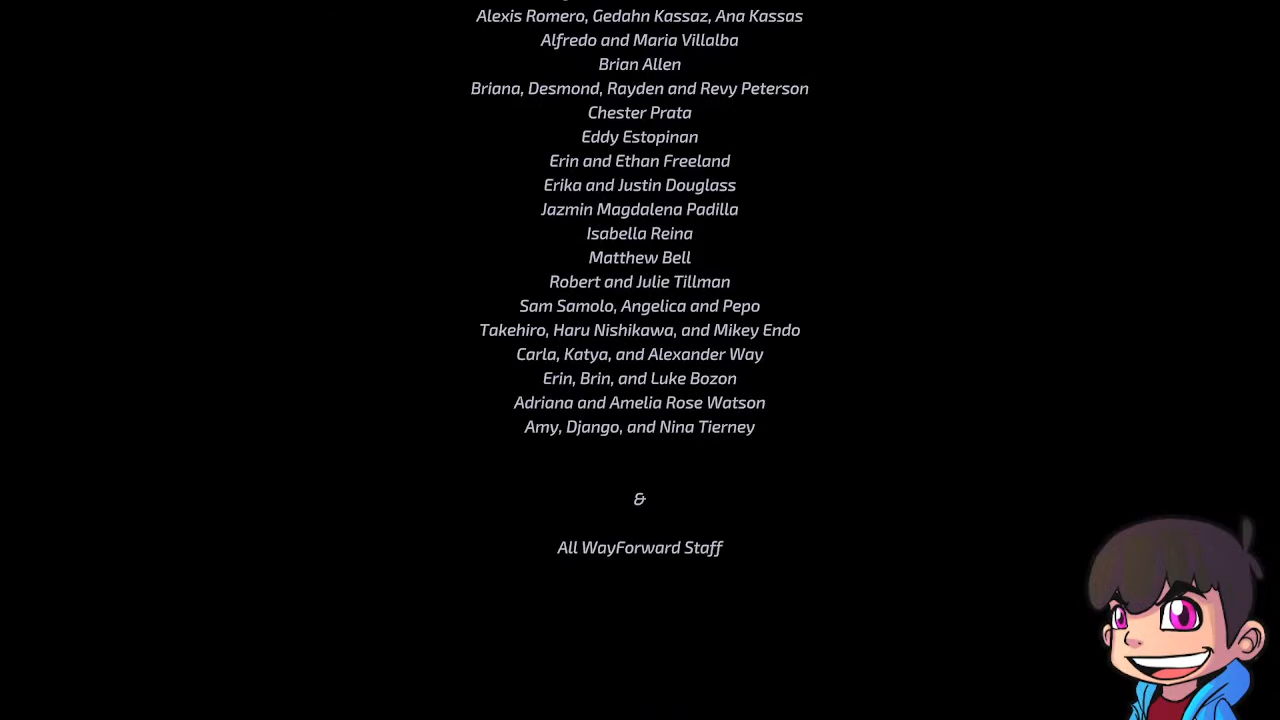 Alexis Romero, Gedahn Kassaz, Ana Kassas
Alfredo and Maria Villalba
Brian Allen
Briana, Desmond, Rayden and Revy Peterson
Chester Prata
Eddy Estopinan
Erin and Ethan Freeland
Erika and Justin Douglass
Jazmin Magdalena Padilla
Isabella Reina
Matthew Bell
Robert and Julie Tillman
Sam Samolo, Angelica and Pepo
Takehiro, Haru Nishikawa, and Mikey Endo
Carla, Katya, and Alexander Way
Erin, Brin, and Luke Bozon
Adriana and Amelia Rose Watson
Amy, Django, and Nina Tierney
&
All WayForward Staff